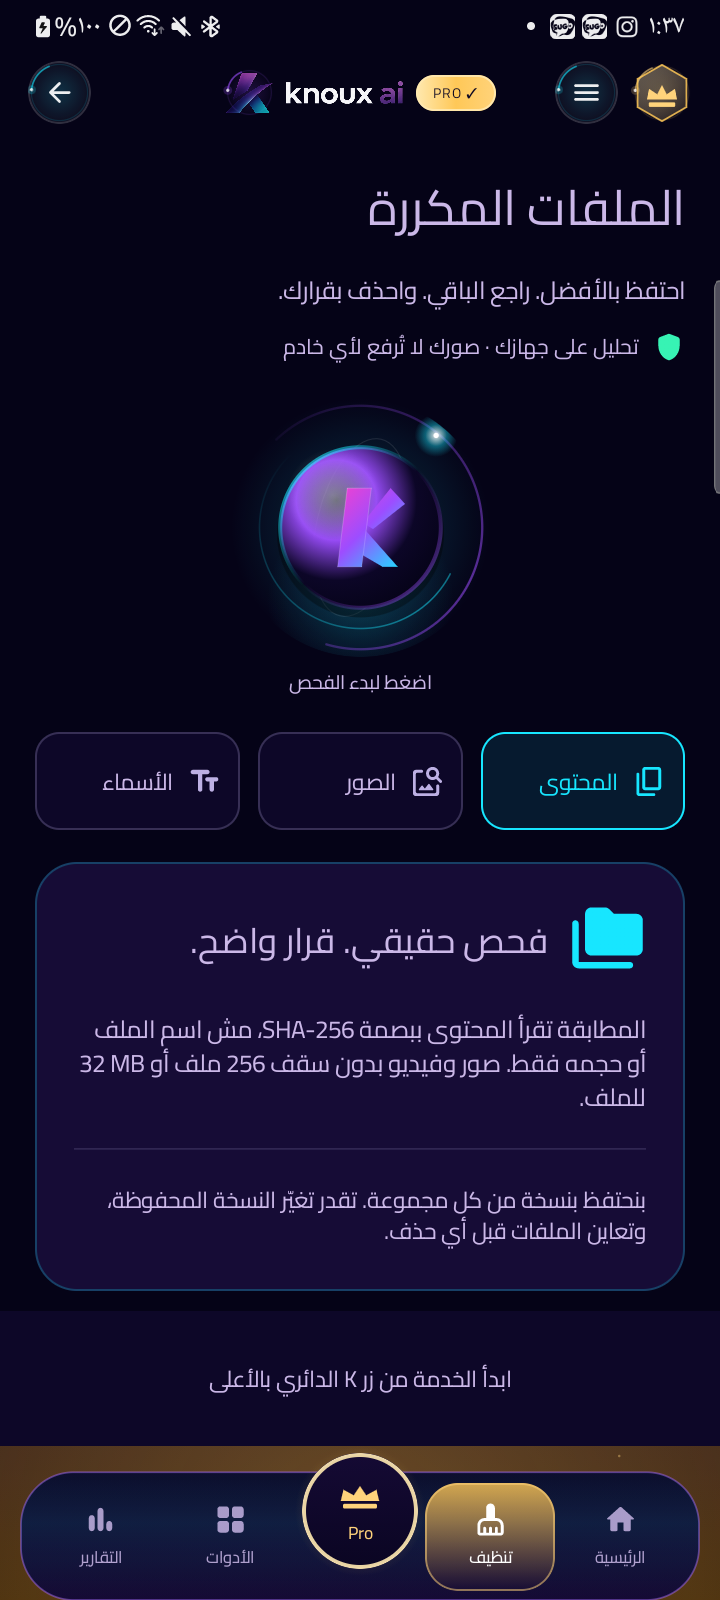 ١:٣٧
%١٠٠
knoux ai
PRO ✓
الملفات المكررة
احتفظ بالأفضل. راجع الباقي. واحذف بقرارك.
تحليل على جهازك · صورك لا تُرفع لأي خادم
K
اضغط لبدء الفحص
المحتوى
الصور
الأسماء
فحص حقيقي. قرار واضح.
المطابقة تقرأ المحتوى ببصمة SHA-256، مش اسم الملف
أو حجمه فقط. صور وفيديو بدون سقف 256 ملف أو 32 MB
للملف.
بنحتفظ بنسخة من كل مجموعة. تقدر تغيّر النسخة المحفوظة،
وتعاين الملفات قبل أي حذف.
ابدأ الخدمة من زر K الدائري بالأعلى
الرئيسية
تنظيف
Pro
الأدوات
التقارير